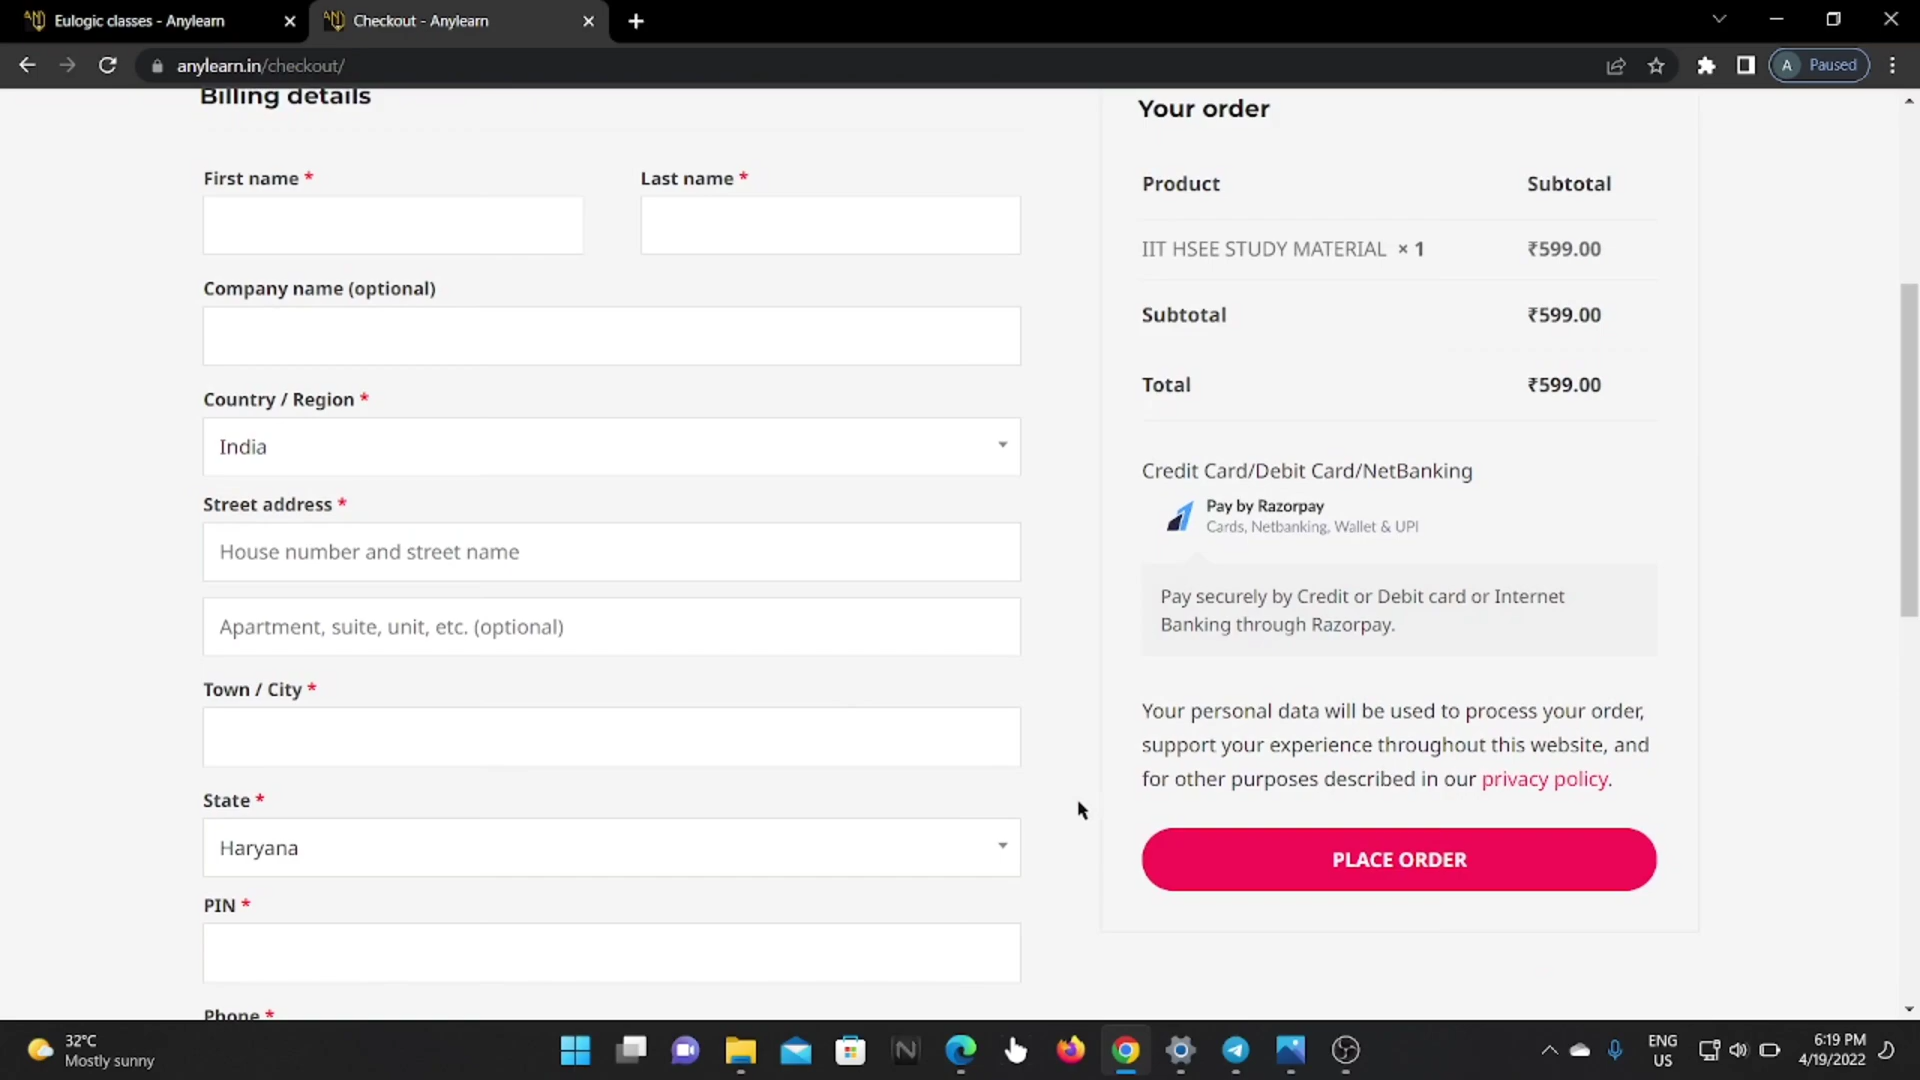 Eulogic classes - Anylearn
Checkout - Anylearn
anylearn.in/checkout/
A Paused
Billing details
First name *
Last name *
Company name (optional)
Country / Region *
India
Street address *
House number and street name
Apartment, suite, unit, etc. (optional)
Town / City *
State *
Haryana
PIN *
Phone *
Your order
Product Subtotal
IIT HSEE STUDY MATERIAL × 1 ₹599.00
Subtotal ₹599.00
Total ₹599.00
Credit Card/Debit Card/NetBanking
Pay by Razorpay
Cards, Netbanking, Wallet & UPI
Pay securely by Credit or Debit card or Internet
Banking through Razorpay.
Your personal data will be used to process your order,
support your experience throughout this website, and
for other purposes described in our privacy policy.
PLACE ORDER
32°C
Mostly sunny
ENG
US
6:19 PM
4/19/2022